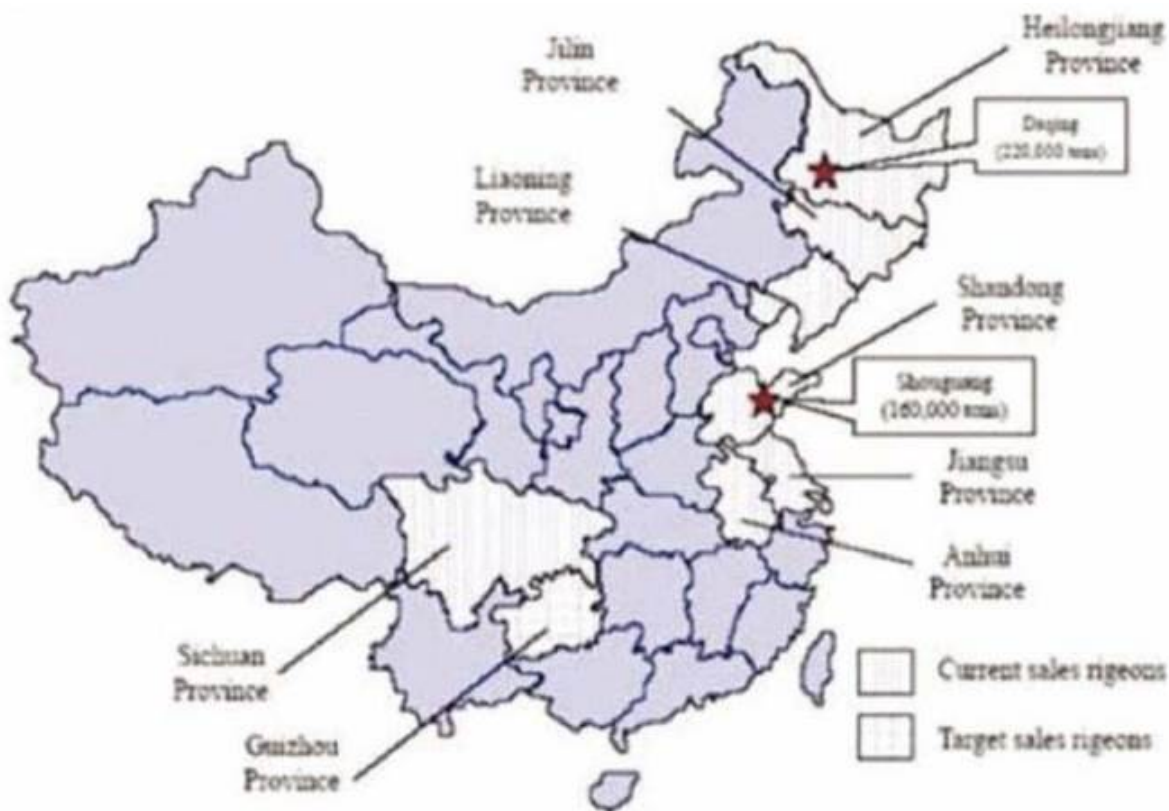 Heilongjiang
Province
Jilin
Province
Daqing
(220,000 tons)
Liaoning
Province
Shandong
Province
Shouguang
(160,000 tons)
Jiangsu
Province
Anhui
Province
Sichuan
Province
Guizhou
Province
Current sales rigeons
Target sales rigeons